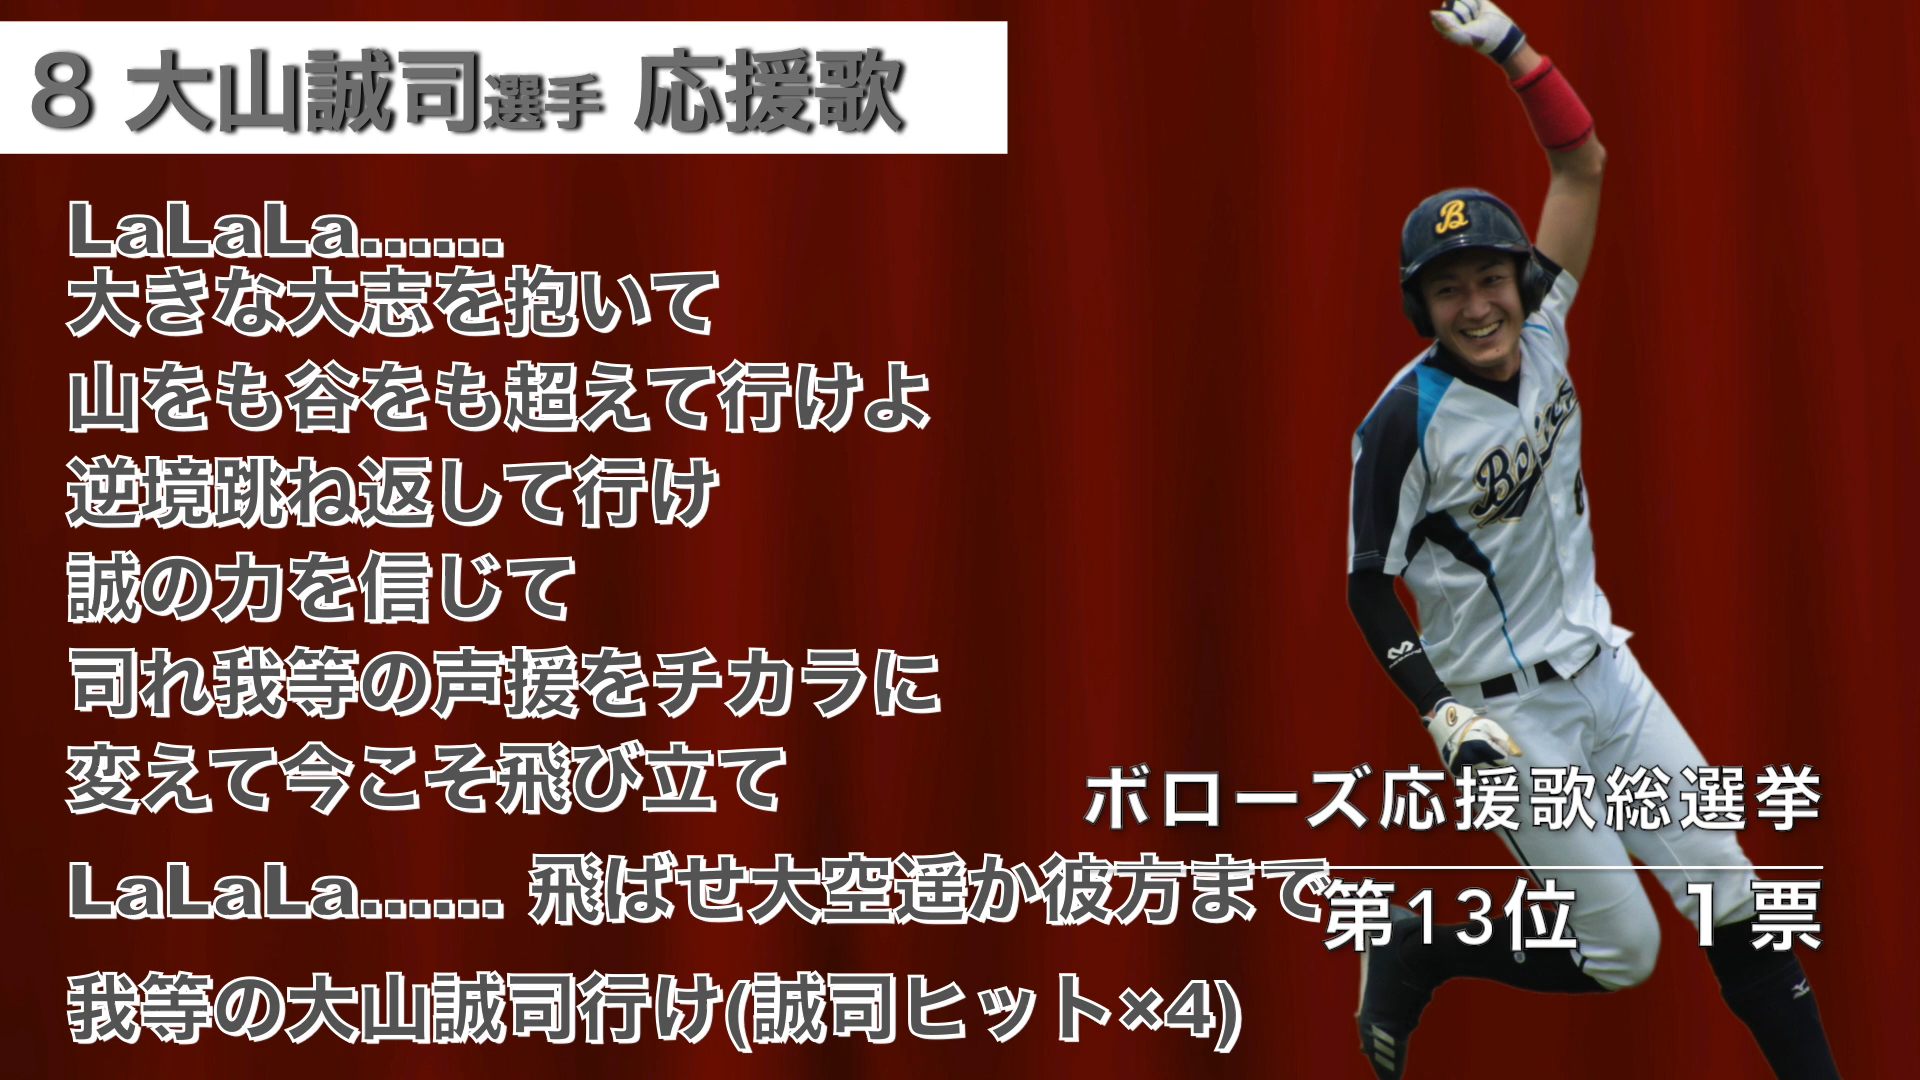 8 大山誠司選手 応援歌
LaLaLa……
大きな大志を抱いて
山をも谷をも超えて行けよ
逆境跳ね返して行け
誠の力を信じて
司れ我等の声援をチカラに
変えて今こそ飛び立て
LaLaLa…… 飛ばせ大空遥か彼方まで
我等の大山誠司行け(誠司ヒット×4)
ボローズ応援歌総選挙
第13位 1票
B